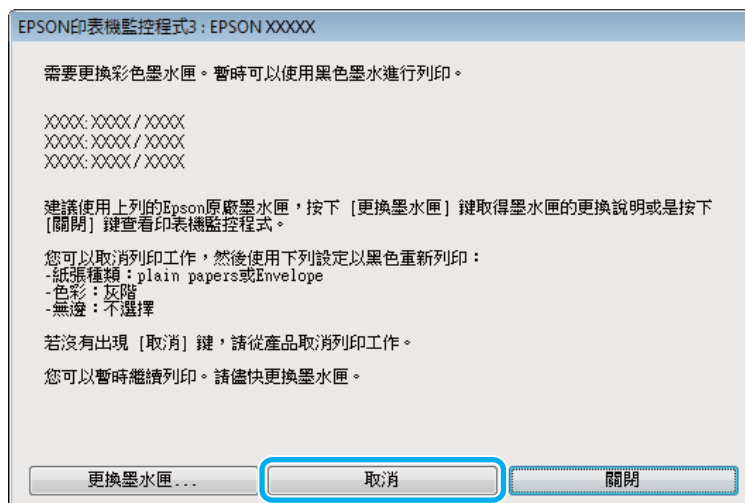 EPSON印表機監控程式3 : EPSON XXXXX
需要更換彩色墨水匣。暫時可以使用黑色墨水進行列印。
XXXX: XXXX / XXXX
XXXX: XXXX / XXXX
XXXX: XXXX / XXXX
建議使用上列的Epson原廠墨水匣，按下 [更換墨水匣] 鍵取得墨水匣的更換說明或是按下
[關閉] 鍵查看印表機監控程式。
您可以取消列印工作，然後使用下列設定以黑色重新列印：
-紙張種類：plain papers或Envelope
-色彩：灰階
-無邊：不選擇
若沒有出現 [取消] 鍵，請從產品取消列印工作。
您可以暫時繼續列印。請儘快更換墨水匣。
更換墨水匣...
取消
關閉